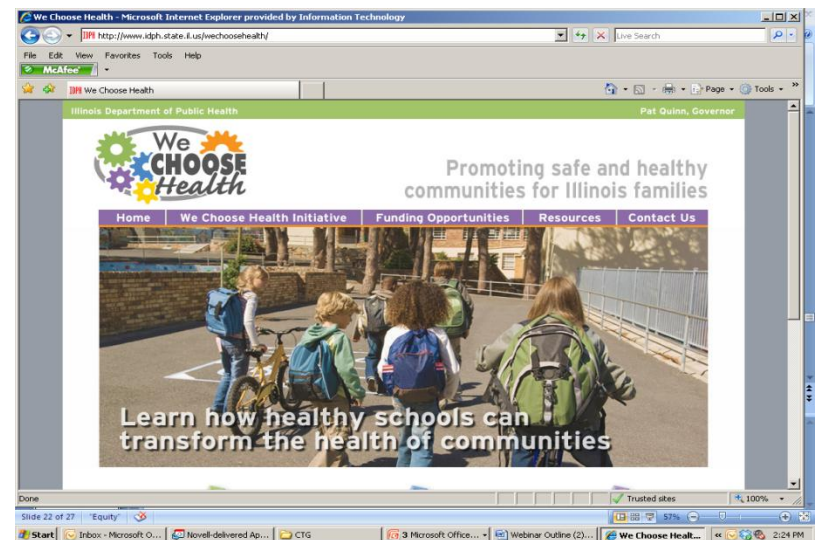 We Choose Health - Microsoft Internet Explorer provided by Information Technology
IDPH http://www.idph.state.il.us/wechoosehealth/
Live Search
File Edit View Favorites Tools Help
McAfee
IDPH We Choose Health
Page Tools »
Illinois Department of Public Health
Pat Quinn, Governer
We
CHOOSE
Health
Promoting safe and healthy
communities for Illinois families
Home We Choose Health Initiative Funding Opportunities Resources Contact Us
Learn how healthy schools can
transform the health of communities
Done
Trusted sites
100%
Slide 22 of 27 "Equity"
57%
Start Inbox - Microsoft O... Novell-delivered Ap... CTG 3 Microsoft Office... Webinar Outline (2)... We Choose Healt... « 2:24 PM